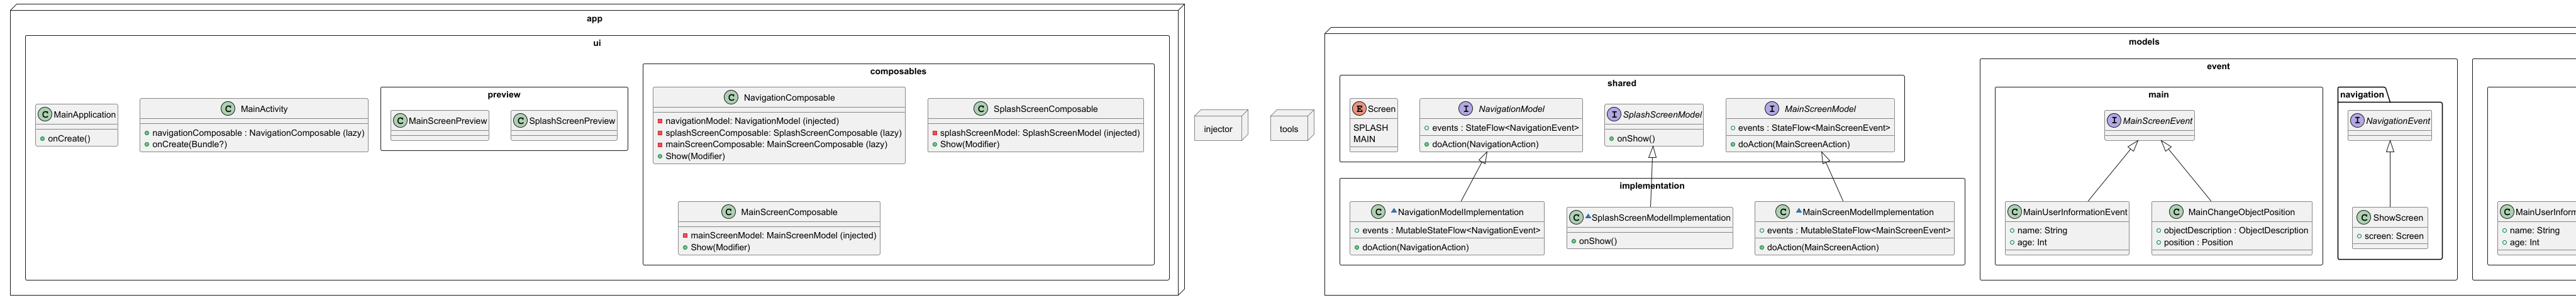 app
ui
C MainApplication
onCreate()
C MainActivity
navigationComposable : NavigationComposable (lazy)
onCreate(Bundle?)
preview
C MainScreenPreview
C SplashScreenPreview
composables
C NavigationComposable
navigationModel: NavigationModel (injected)
splashScreenComposable: SplashScreenComposable (lazy)
mainScreenComposable: MainScreenComposable (lazy)
Show(Modifier)
C SplashScreenComposable
splashScreenModel: SplashScreenModel (injected)
Show(Modifier)
C MainScreenComposable
mainScreenModel: MainScreenModel (injected)
Show(Modifier)
injector
tools
models
shared
E Screen
SPLASH
MAIN
I NavigationModel
events : StateFlow<NavigationEvent>
doAction(NavigationAction)
I SplashScreenModel
onShow()
I MainScreenModel
events : StateFlow<MainScreenEvent>
doAction(MainScreenAction)
implementation
C NavigationModelImplementation
events : MutableStateFlow<NavigationEvent>
doAction(NavigationAction)
C SplashScreenModelImplementation
onShow()
C MainScreenModelImplementation
events : MutableStateFlow<MainScreenEvent>
doAction(MainScreenAction)
event
main
I MainScreenEvent
C MainUserInformationEvent
name: String
age: Int
C MainChangeObjectPosition
objectDescription : ObjectDescription
position : Position
navigation
I NavigationEvent
C ShowScreen
screen: Screen
C MainUserInform
name: String
age: Int